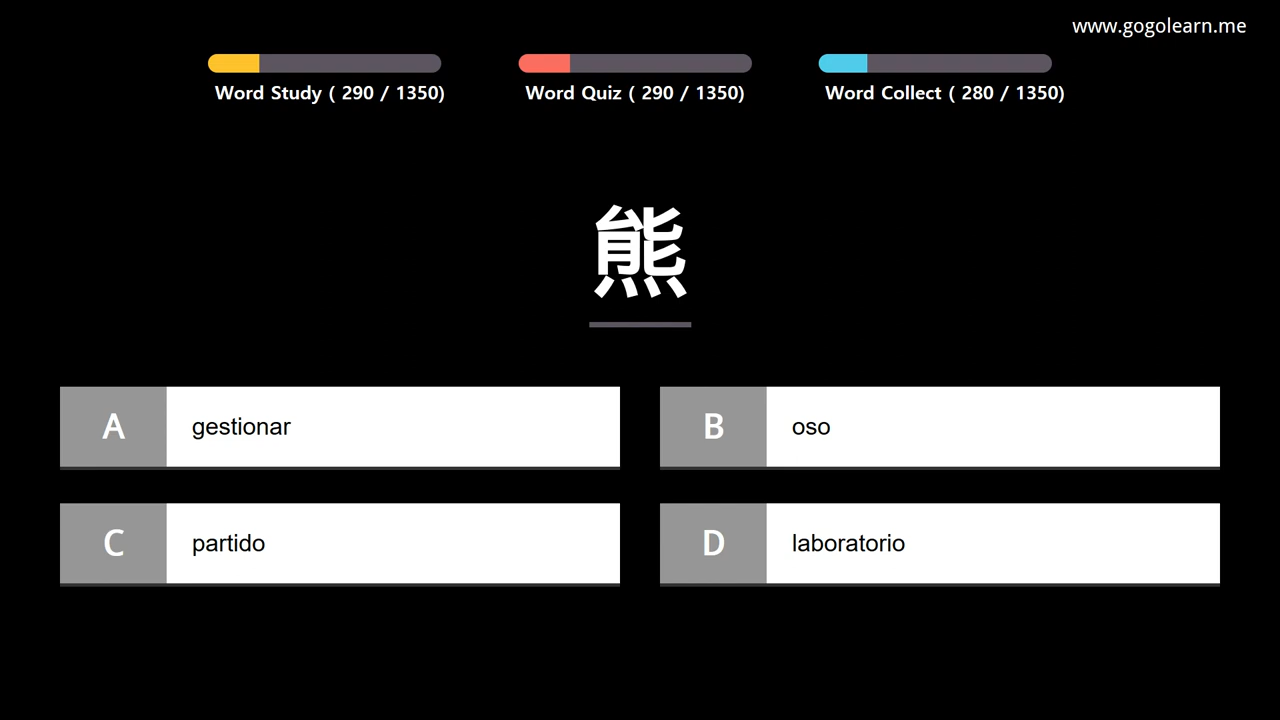 www.gogolearn.me
Word Study ( 290 / 1350)
Word Quiz ( 290 / 1350)
Word Collect ( 280 / 1350)
熊
A gestionar
B oso
C partido
D laboratorio